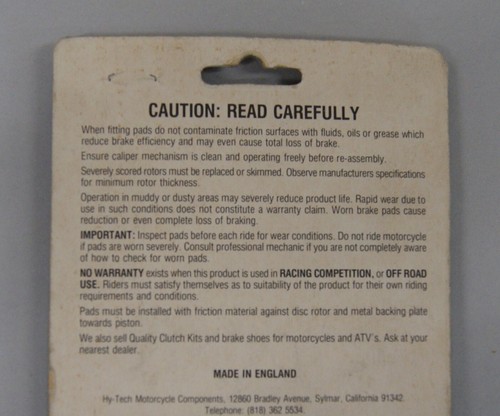 CAUTION: READ CAREFULLY
When fitting pads do not contaminate friction surfaces with fluids, oils or grease which
reduce brake efficiency and may even cause total loss of brake.
Ensure caliper mechanism is clean and operating freely before re-assembly.
Severely scored rotors must be replaced or skimmed. Observe manufacturers specifications
for minimum rotor thickness.
Operation in muddy or dusty areas may severely reduce product life. Rapid wear due to
use in such conditions does not constitute a warranty claim. Worn brake pads cause
reduction or even complete loss of braking.
IMPORTANT: Inspect pads before each ride for wear conditions. Do not ride motorcycle
if pads are worn severely. Consult professional mechanic if you are not completely aware
of how to check for worn pads.
NO WARRANTY exists when this product is used in RACING COMPETITION, or OFF ROAD
USE. Riders must satisfy themselves as to suitability of the product for their own riding
requirements and conditions.
Pads must be installed with friction material against disc rotor and metal backing plate
towards piston.
We also sell Quality Clutch Kits and brake shoes for motorcycles and ATV's. Ask at your
nearest dealer.
MADE IN ENGLAND
Hy-Tech Motorcycle Components, 12860 Bradley Avenue, Sylmar, California 91342.
Telephone: (818) 362 5534.